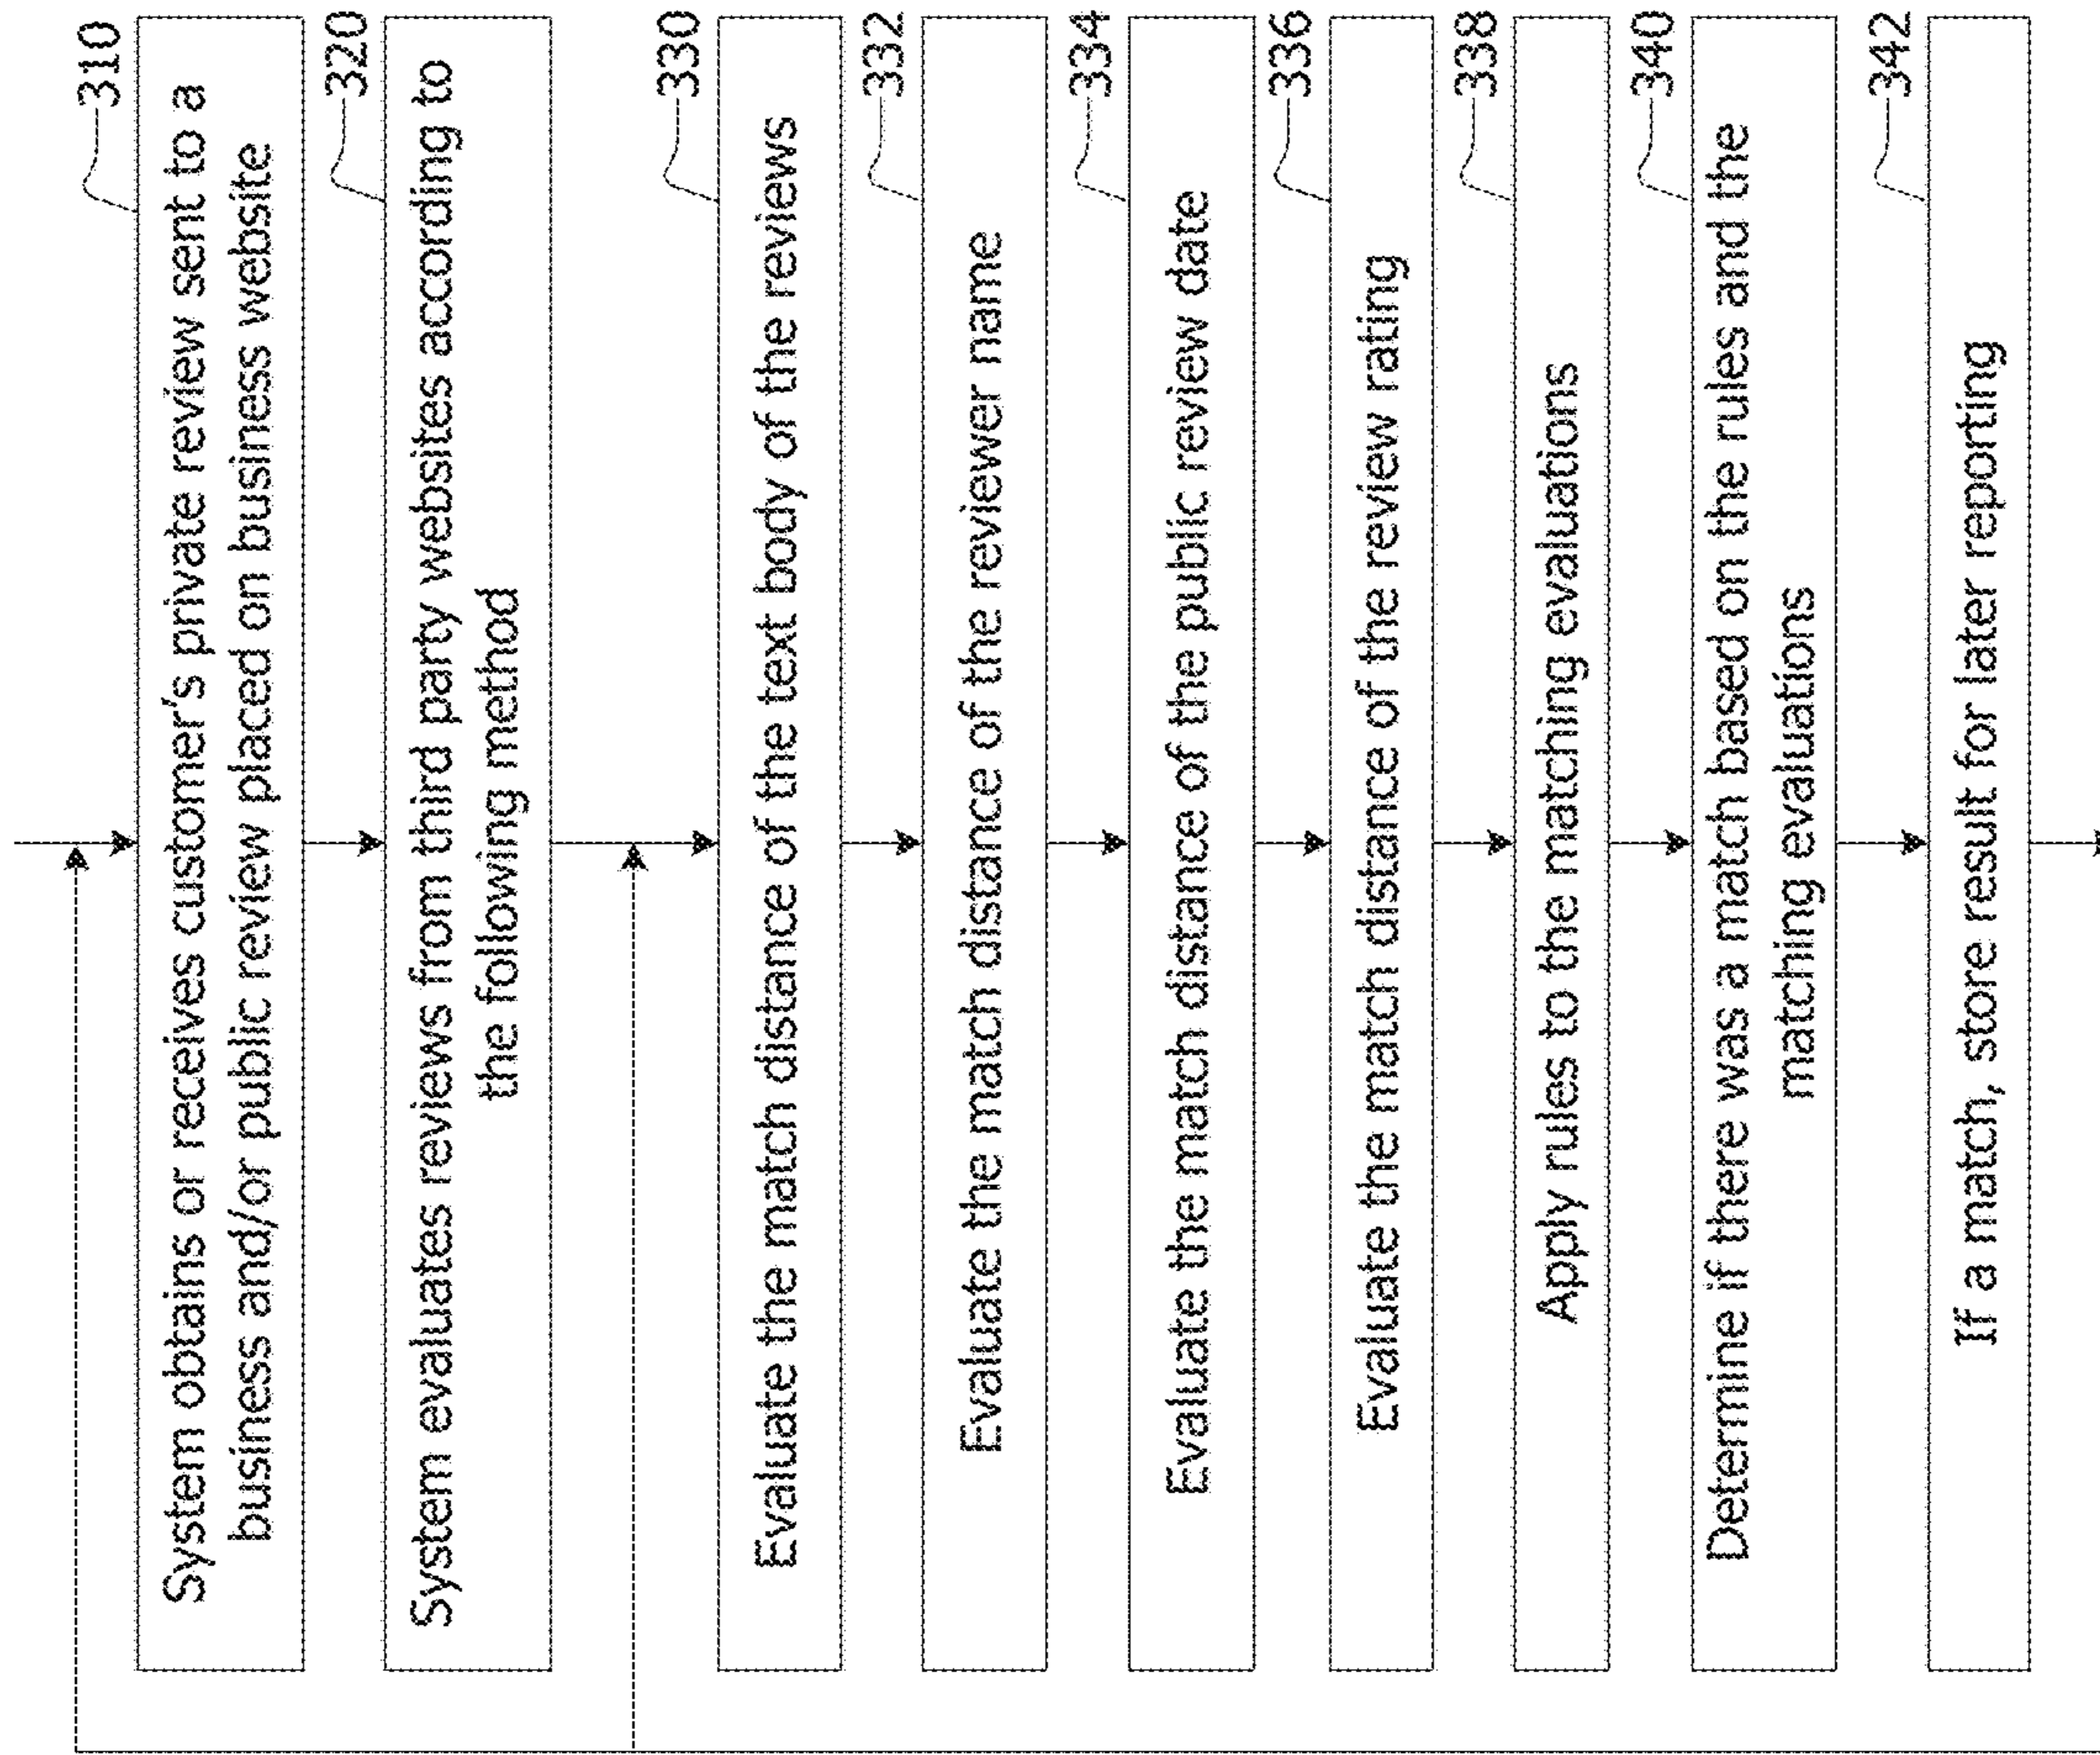 310
System obtains or receives customer's private review sent to a
business and/or public review placed on business website
320
System evaluates reviews from third party websites according to
the following method
330
Evaluate the match distance of the text body of the reviews
332
Evaluate the match distance of the reviewer name
334
Evaluate the match distance of the public review date
336
Evaluate the match distance of the review rating
338
Apply rules to the matching evaluations
340
Determine if there was a match based on the rules and the
matching evaluations
342
If a match, store result for later reporting